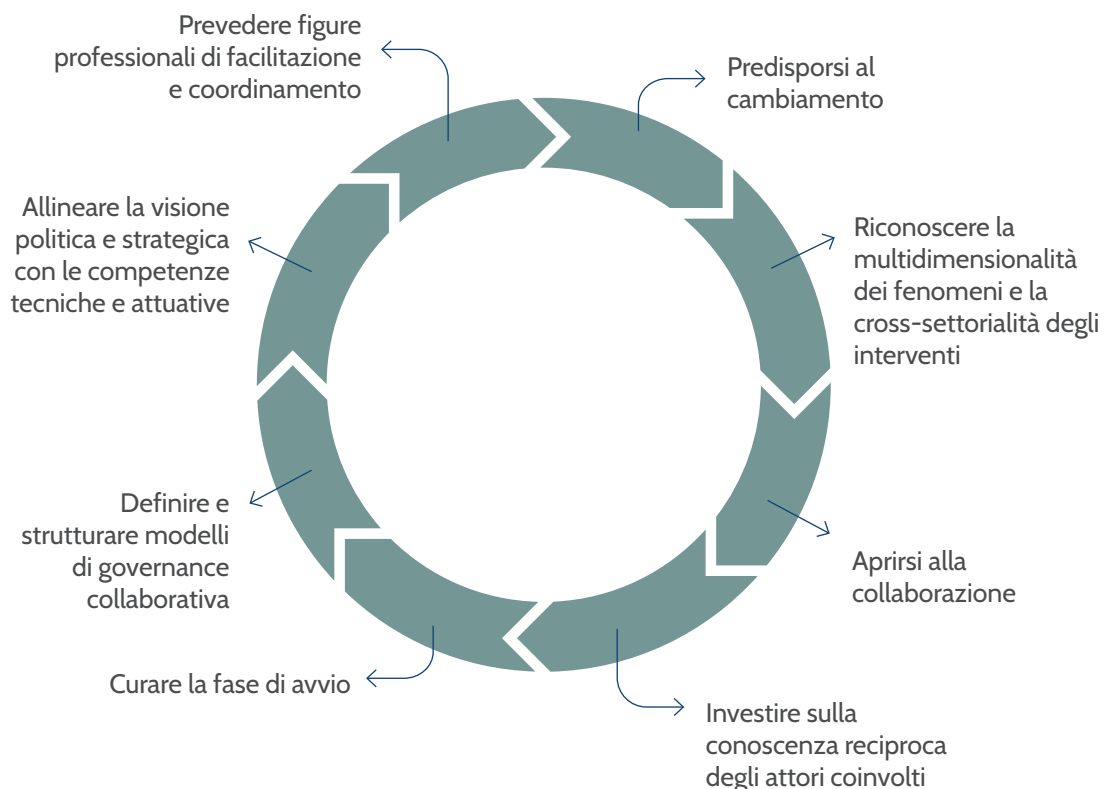 Prevedere figure
professionali di facilitazione
e coordinamento
Predisporsi al
cambiamento
Riconoscere la
multidimensionalità
dei fenomeni e la
cross-settorialità degli
interventi
Aprirsi alla
collaborazione
Investire sulla
conoscenza reciproca
degli attori coinvolti
Curare la fase di avvio
Definire e
strutturare modelli
di governance
collaborativa
Allineare la visione
politica e strategica
con le competenze
tecniche e attuative